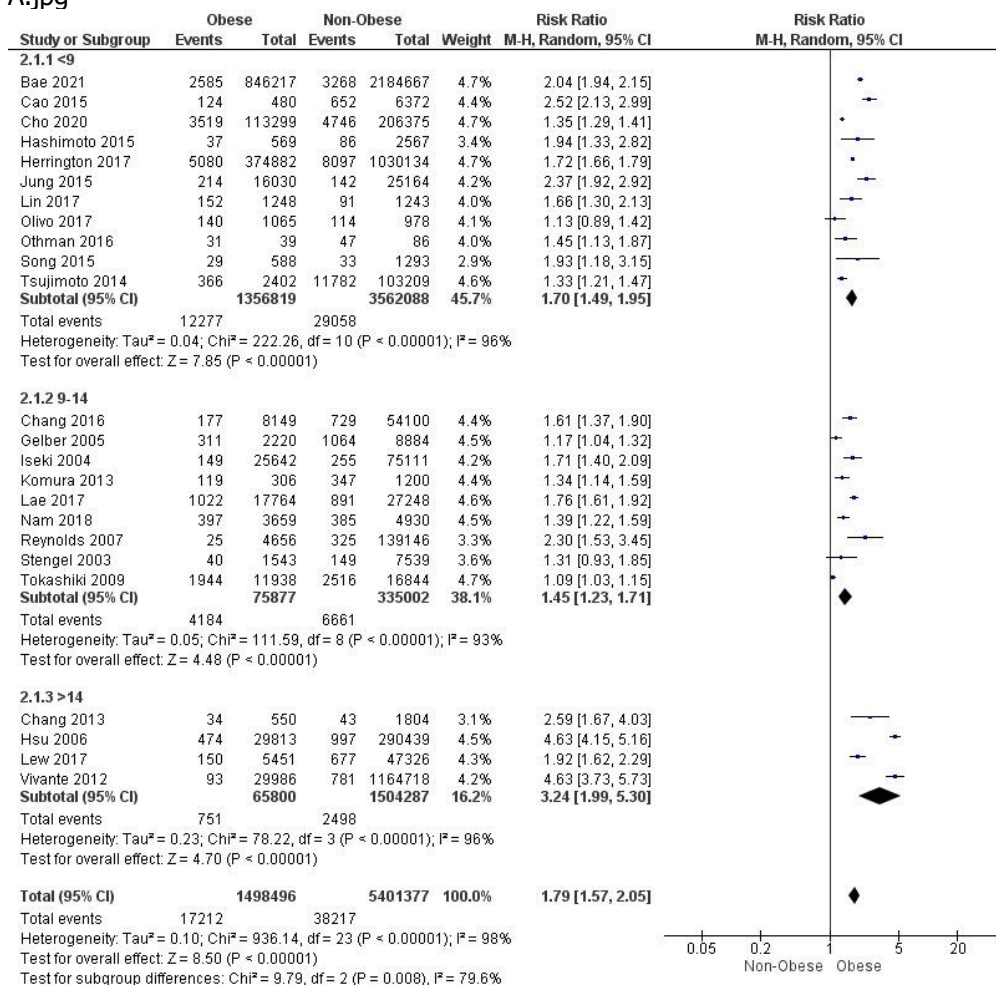 A.jpg
Obese Non-Obese Risk Ratio Risk Ratio
Study or Subgroup Events Total Events Total Weight M-H, Random, 95% CI M-H, Random, 95% CI
2.1.1 <9
Bae 2021 2585 846217 3268 2184667 4.7% 2.04 [1.94, 2.15]
Cao 2015 124 480 652 6372 4.4% 2.52 [2.13, 2.99]
Cho 2020 3519 113299 4746 206375 4.7% 1.35 [1.29, 1.41]
Hashimoto 2015 37 569 86 2567 3.4% 1.94 [1.33, 2.82]
Herrington 2017 5080 374882 8097 1030134 4.7% 1.72 [1.66, 1.79]
Jung 2015 214 16030 142 25164 4.2% 2.37 [1.92, 2.92]
Lin 2017 152 1248 91 1243 4.0% 1.66 [1.30, 2.13]
Olivo 2017 140 1065 114 978 4.1% 1.13 [0.89, 1.42]
Othman 2016 31 39 47 86 4.0% 1.45 [1.13, 1.87]
Song 2015 29 588 33 1293 2.9% 1.93 [1.18, 3.15]
Tsujimoto 2014 366 2402 11782 103209 4.6% 1.33 [1.21, 1.47]
Subtotal (95% CI) 1356819 3562088 45.7% 1.70 [1.49, 1.95]
Total events 12277 29058
Heterogeneity: Tau² = 0.04; Chi² = 222.26, df = 10 (P < 0.00001); I² = 96%
Test for overall effect: Z = 7.85 (P < 0.00001)
2.1.2 9-14
Chang 2016 177 8149 729 54100 4.4% 1.61 [1.37, 1.90]
Gelber 2005 311 2220 1064 8884 4.5% 1.17 [1.04, 1.32]
Iseki 2004 149 25642 255 75111 4.2% 1.71 [1.40, 2.09]
Komura 2013 119 306 347 1200 4.4% 1.34 [1.14, 1.59]
Lae 2017 1022 17764 891 27248 4.6% 1.76 [1.61, 1.92]
Nam 2018 397 3659 385 4930 4.5% 1.39 [1.22, 1.59]
Reynolds 2007 25 4656 325 139146 3.3% 2.30 [1.53, 3.45]
Stengel 2003 40 1543 149 7539 3.6% 1.31 [0.93, 1.85]
Tokashiki 2009 1944 11938 2516 16844 4.7% 1.09 [1.03, 1.15]
Subtotal (95% CI) 75877 335002 38.1% 1.45 [1.23, 1.71]
Total events 4184 6661
Heterogeneity: Tau² = 0.05; Chi² = 111.59, df = 8 (P < 0.00001); I² = 93%
Test for overall effect: Z = 4.48 (P < 0.00001)
2.1.3 >14
Chang 2013 34 550 43 1804 3.1% 2.59 [1.67, 4.03]
Hsu 2006 474 29813 997 290439 4.5% 4.63 [4.15, 5.16]
Lew 2017 150 5451 677 47326 4.3% 1.92 [1.62, 2.29]
Vivante 2012 93 29986 781 1164718 4.2% 4.63 [3.73, 5.73]
Subtotal (95% CI) 65800 1504287 16.2% 3.24 [1.99, 5.30]
Total events 751 2498
Heterogeneity: Tau² = 0.23; Chi² = 78.22, df = 3 (P < 0.00001); I² = 96%
Test for overall effect: Z = 4.70 (P < 0.00001)
Total (95% CI) 1498496 5401377 100.0% 1.79 [1.57, 2.05]
Total events 17212 38217
Heterogeneity: Tau² = 0.10; Chi² = 936.14, df = 23 (P < 0.00001); I² = 98%
Test for overall effect: Z = 8.50 (P < 0.00001)
Test for subgroup differences: Chi² = 9.79, df = 2 (P = 0.008), I² = 79.6%
0.05 0.2 1 5 20
Non-Obese Obese